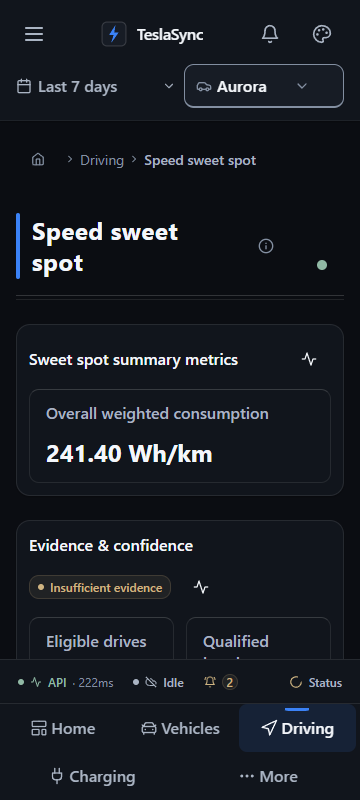 TeslaSync
Last 7 days
Aurora
Driving
Speed sweet spot
Speed sweet
spot
Sweet spot summary metrics
Overall weighted consumption
241.40 Wh/km
Evidence & confidence
Insufficient evidence
Eligible drives
Qualified
API · 222ms
Idle
2
Status
Home
Vehicles
Driving
Charging
More